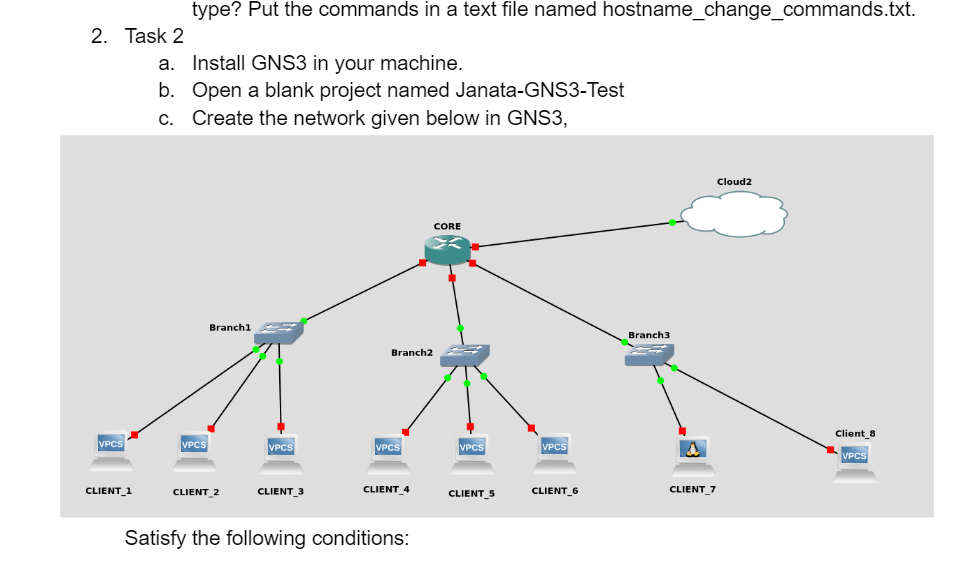 type? Put the commands in a text file named hostname_change_commands.txt.
2. Task 2
a. Install GNS3 in your machine.
b. Open a blank project named Janata-GNS3-Test
c. Create the network given below in GNS3,
Cloud2
CORE
Branch1
Branch2
Branch3
Client_8
VPCS
VPCS
VPCS
VPCS
VPCS
VPCS
VPCS
CLIENT_1
CLIENT_2
CLIENT_3
CLIENT_4
CLIENT_5
CLIENT_6
CLIENT_7
Satisfy the following conditions: